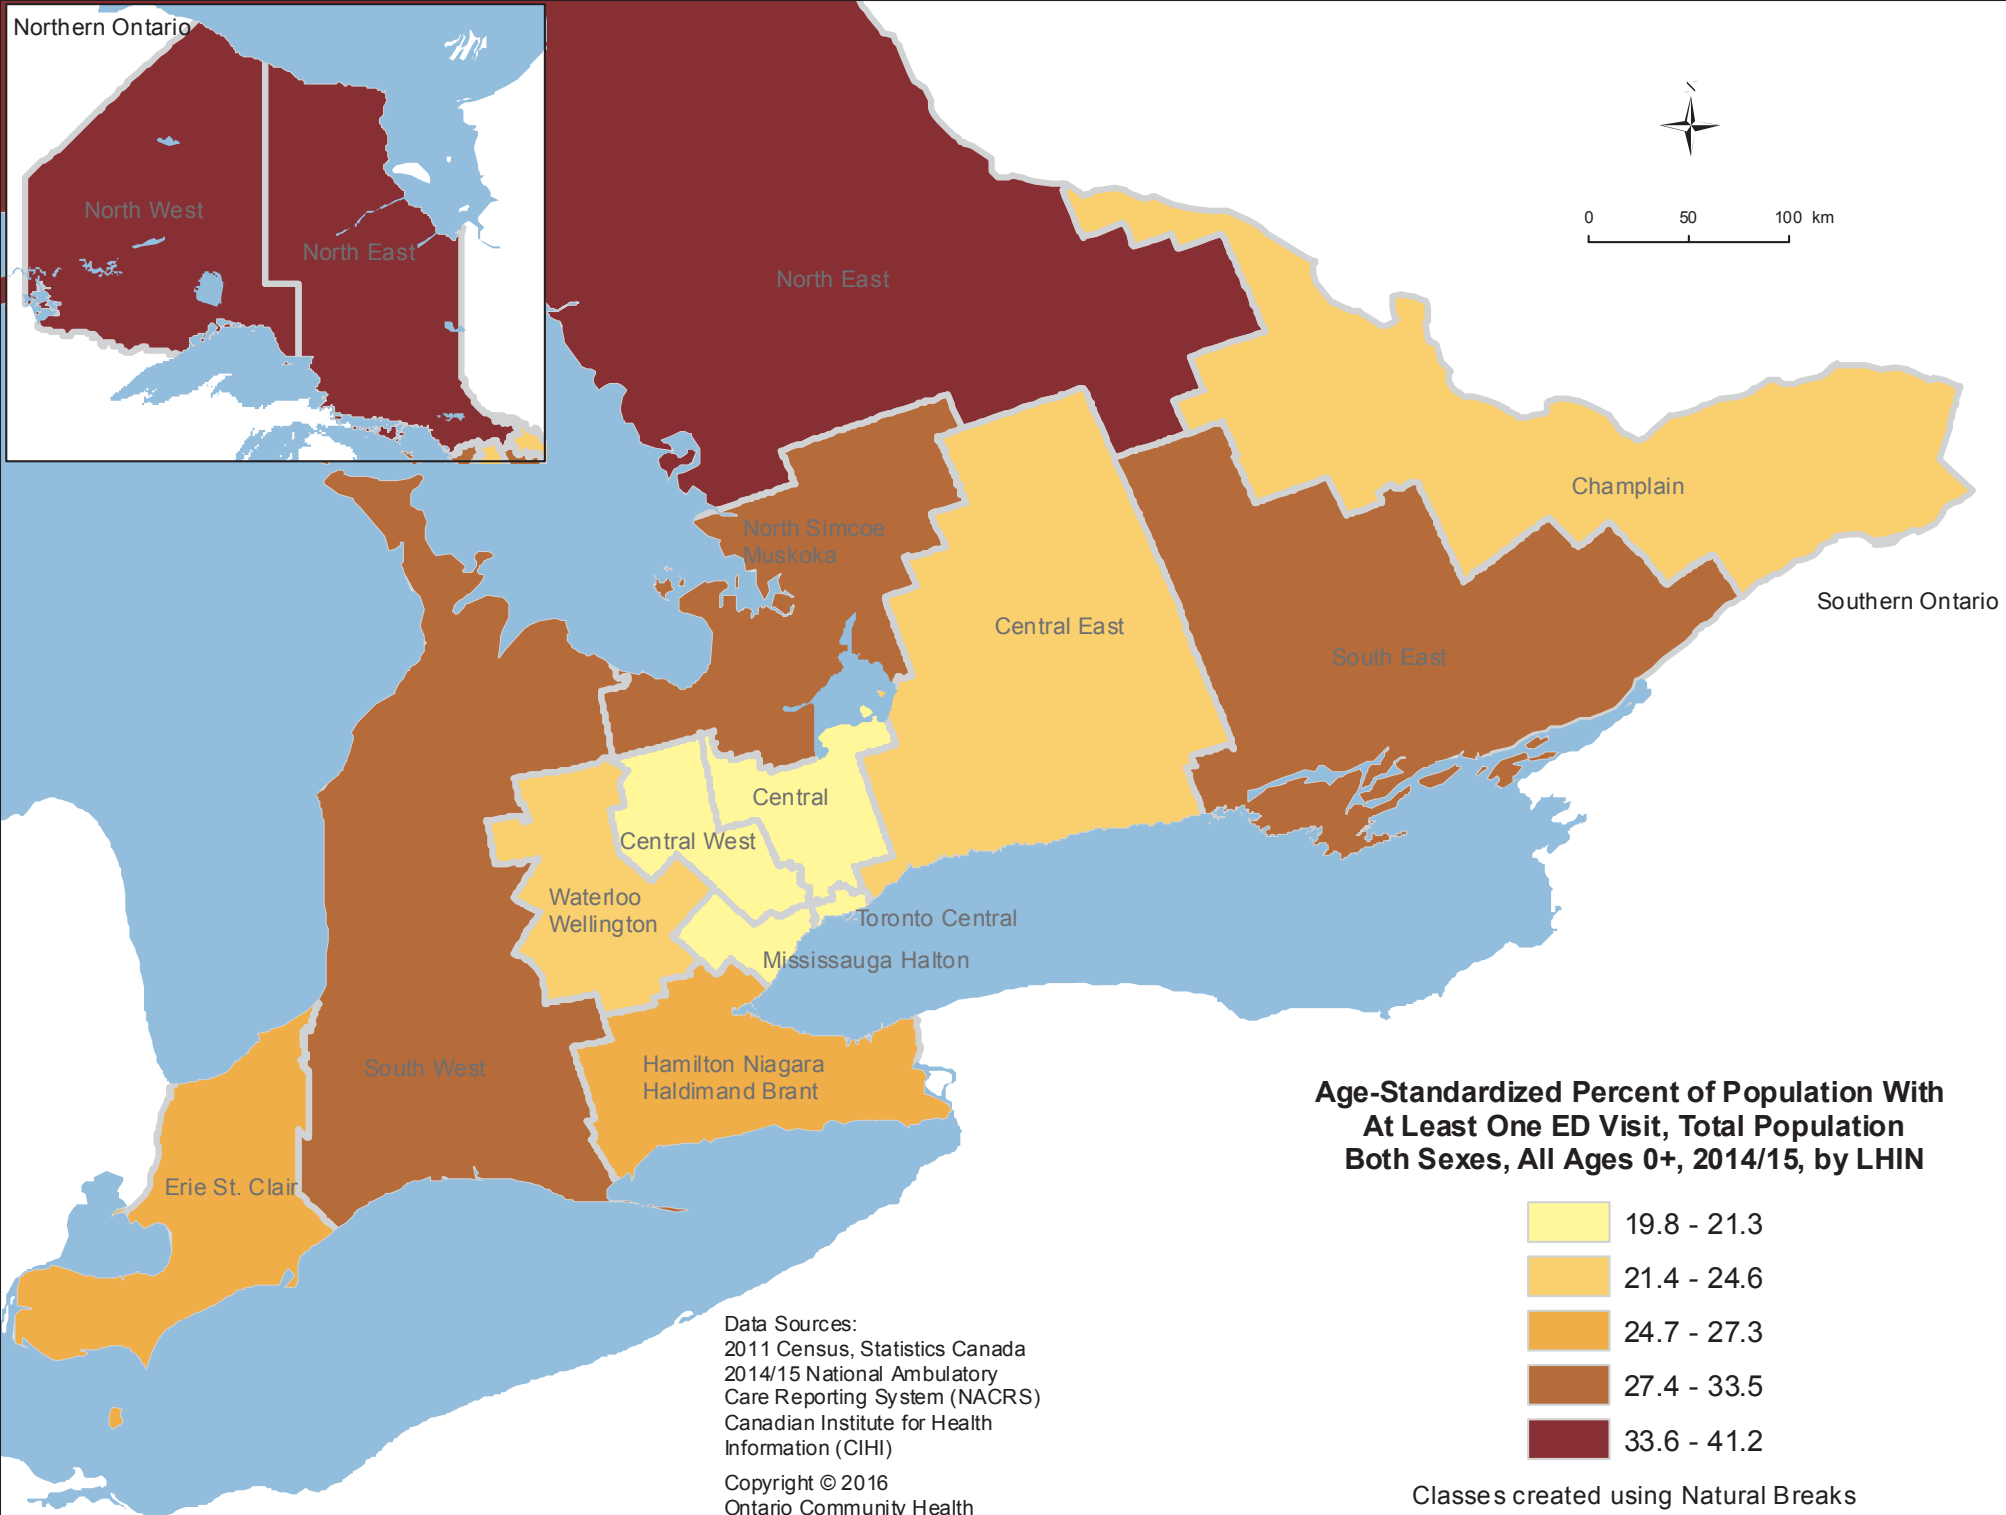 Northern Ontario
N
0 50 100 km
North West
North East
North East
Champlain
North Simcoe
Muskoka
Southern Ontario
Central East
South East
Central
Central West
Waterloo
Wellington
Toronto Central
Mississauga Halton
South West
Hamilton Niagara
Haldimand Brant
Erie St. Clair
Age-Standardized Percent of Population With
At Least One ED Visit, Total Population
Both Sexes, All Ages 0+, 2014/15, by LHIN
19.8 - 21.3
21.4 - 24.6
24.7 - 27.3
27.4 - 33.5
33.6 - 41.2
Classes created using Natural Breaks
Data Sources:
2011 Census, Statistics Canada
2014/15 National Ambulatory
Care Reporting System (NACRS)
Canadian Institute for Health
Information (CIHI)
Copyright © 2016
Ontario Community Health